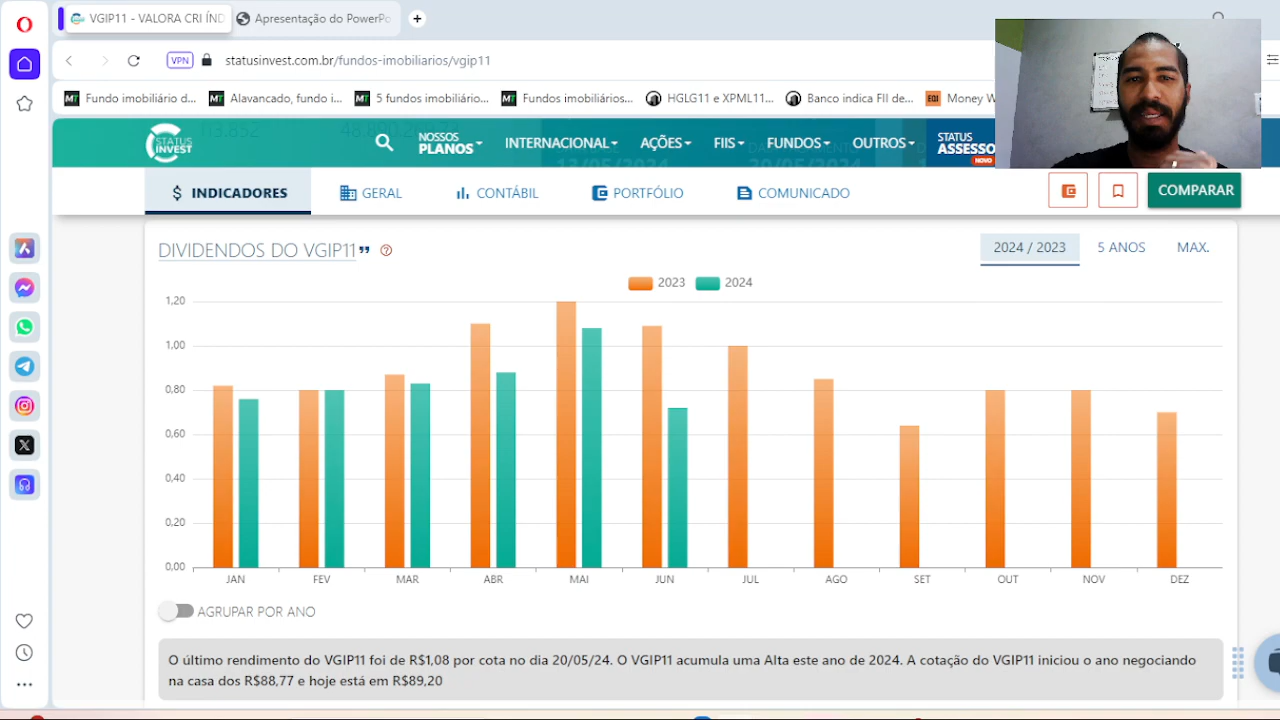 VGIP11 - VALORA CRI ÍND
Apresentação do PowerPo
VPN
statusinvest.com.br/fundos-imobiliarios/vgip11
Fundo imobiliário d...
Alavancado, fundo i...
5 fundos imobiliário...
Fundos imobiliários...
HGLG11 e XPML11...
Banco indica FII de...
Money W
STATUS INVEST
NOSSOS PLANOS
INTERNACIONAL
AÇÕES
FIIS
FUNDOS
OUTROS
STATUS ASSESSO
NOVO
$ INDICADORES
GERAL
CONTÁBIL
PORTFÓLIO
COMUNICADO
COMPARAR
DIVIDENDOS DO VGIP11
2024 / 2023
5 ANOS
MAX.
2023
2024
1,20
1,00
0,80
0,60
0,40
0,20
0,00
JAN FEV MAR ABR MAI JUN JUL AGO SET OUT NOV DEZ
AGRUPAR POR ANO
O último rendimento do VGIP11 foi de R$1,08 por cota no dia 20/05/24. O VGIP11 acumula uma Alta este ano de 2024. A cotação do VGIP11 iniciou o ano negociando
na casa dos R$88,77 e hoje está em R$89,20